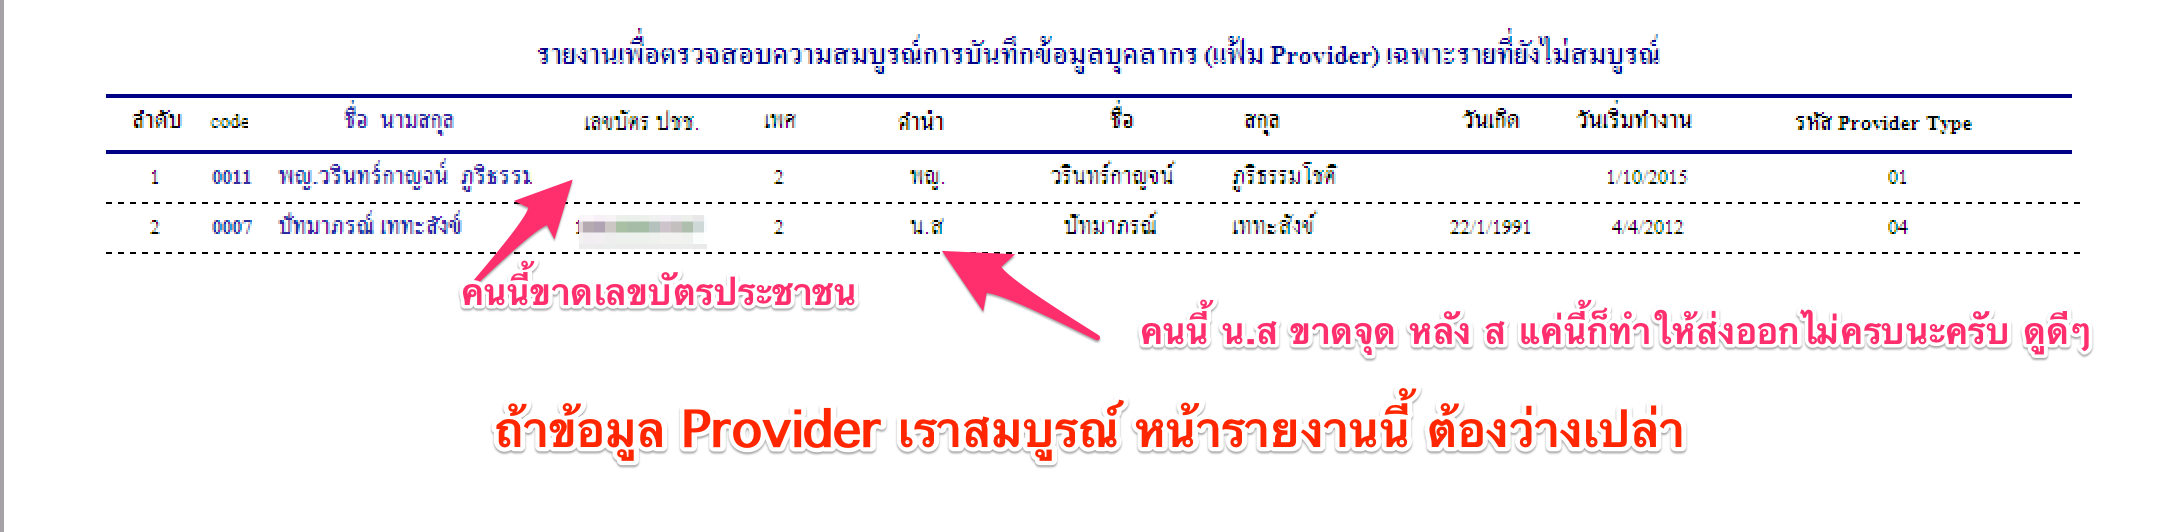 รายงานเพื่อตรวจสอบความสมบูรณ์การบันทึกข้อมูลบุคลากร (แฟ้ม Provider) เฉพาะรายที่ยังไม่สมบูรณ์
ลำดับ code ชื่อ นามสกุล เลขบัตร ปชช. เพศ คำนำ ชื่อ สกุล วันเกิด วันเริ่มทำงาน รหัส Provider Type
1 0011 พญ.วรินทร์กาญจน์ ภูริธรรม 2 พญ. วรินทร์กาญจน์ ภูริธรรมโชติ 1/10/2015 01
2 0007 ปัทมาภรณ์ เททะสังข์ 1 2 น.ส ปัทมาภรณ์ เททะสังข์ 22/1/1991 4/4/2012 04
คนนี้ขาดเลขบัตรประชาชน
คนนี้ น.ส ขาดจุด หลัง ส แค่นี้ก็ทำให้ส่งออกไม่ครบนะครับ ดูดีๆ
ถ้าข้อมูล Provider เราสมบูรณ์ หน้ารายงานนี้ ต้องว่างเปล่า